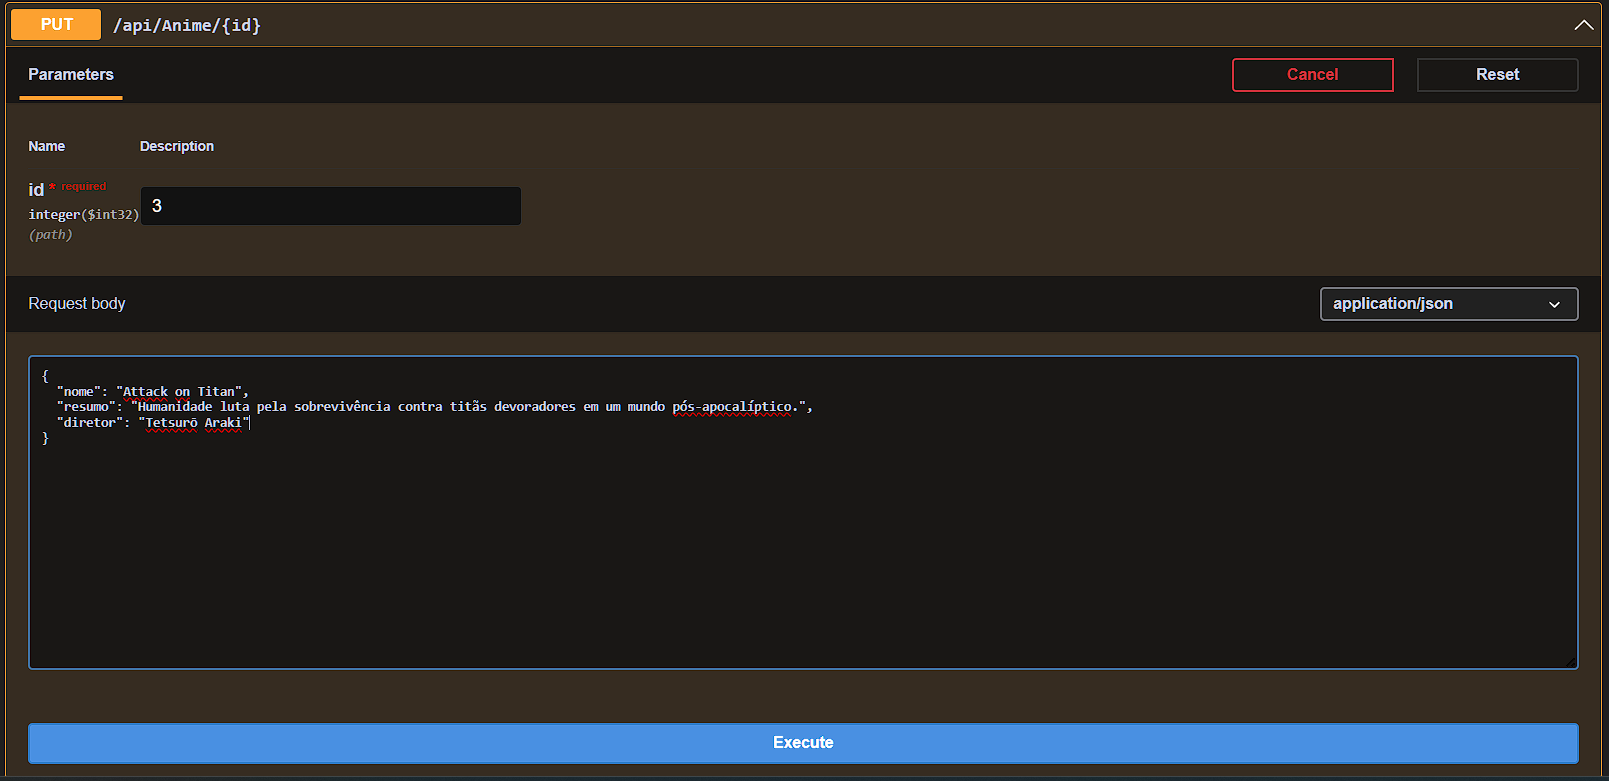 PUT /api/Anime/{id}
Parameters
Cancel
Reset
Name Description
id * required
integer($int32)
(path)
3
Request body
application/json
{
  "nome": "Attack on Titan",
  "resumo": "Humanidade luta pela sobrevivência contra titãs devoradores em um mundo pós-apocalíptico.",
  "diretor": "Tetsurō Araki"
}
Execute